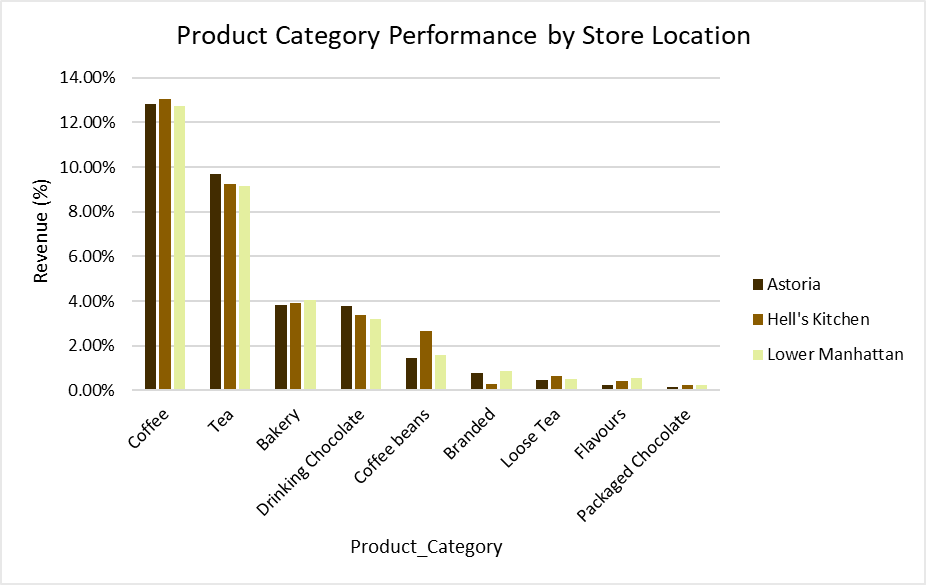 Product Category Performance by Store Location
14.00%
12.00%
10.00%
8.00%
6.00%
4.00%
2.00%
0.00%
Revenue (%)
Coffee
Tea
Bakery
Drinking Chocolate
Coffee beans
Branded
Loose Tea
Flavours
Packaged Chocolate
Product_Category
Astoria
Hell's Kitchen
Lower Manhattan